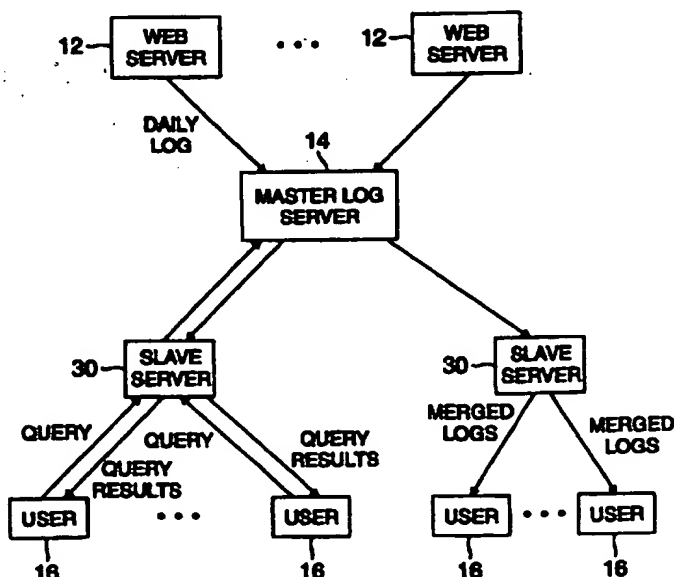 12
WEB
SERVER
• • •
12
WEB
SERVER
DAILY
LOG
14
MASTER LOG
SERVER
30
SLAVE
SERVER
30
SLAVE
SERVER
QUERY
QUERY
RESULTS
QUERY
QUERY
RESULTS
MERGED
LOGS
MERGED
LOGS
USER
• • •
USER
USER
• • •
USER
16
16
16
16